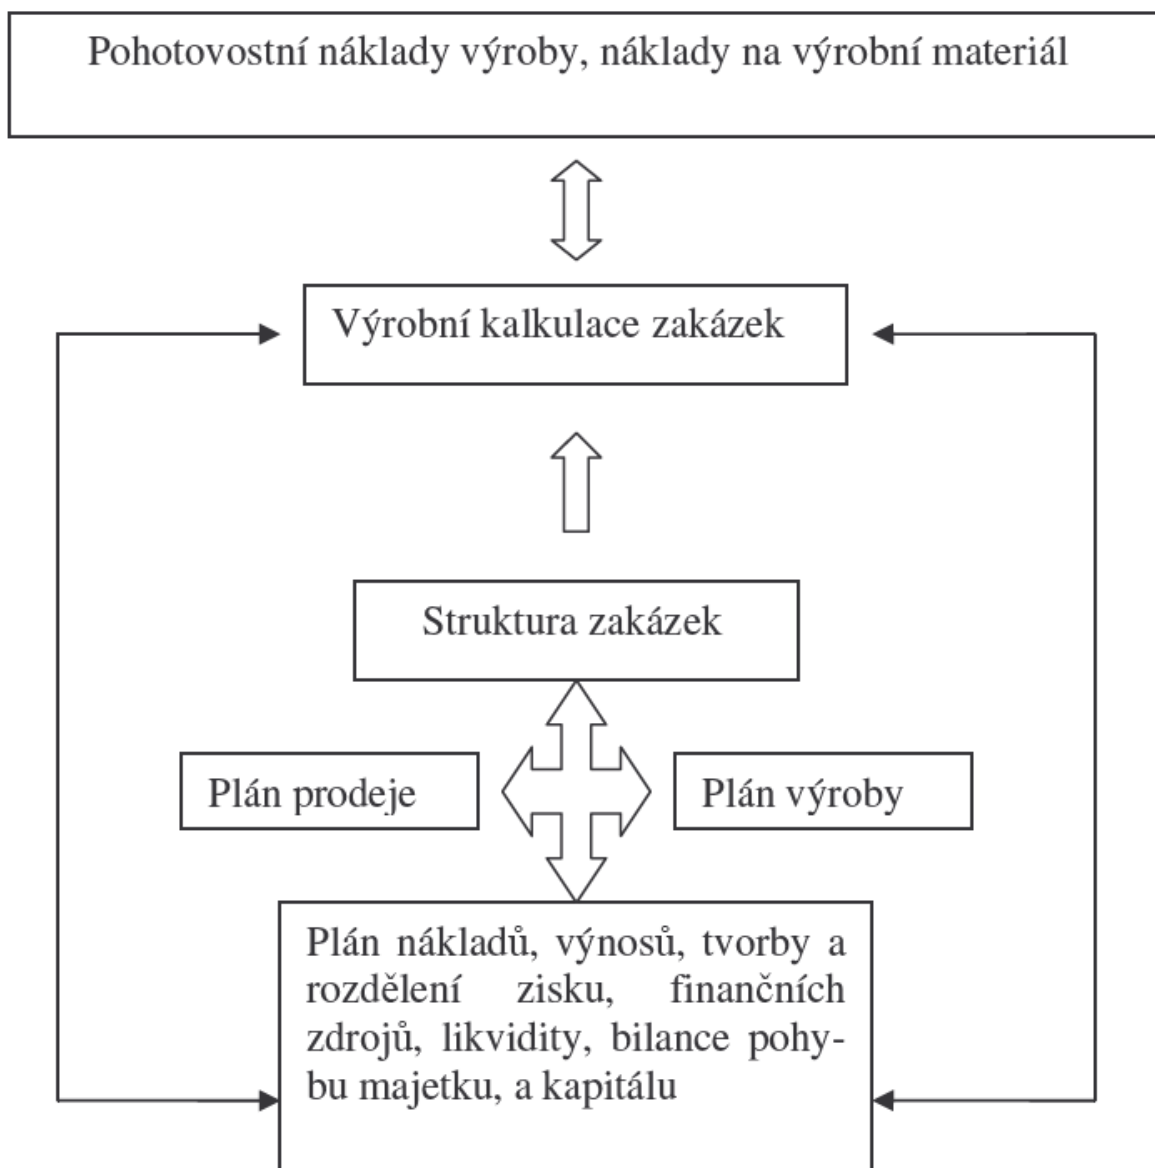 Pohotovostní náklady výroby, náklady na výrobní materiál
Výrobní kalkulace zakázek
Struktura zakázek
Plán prodeje
Plán výroby
Plán nákladů, výnosů, tvorby a
rozdělení zisku, finančních
zdrojů, likvidity, bilance pohy-
bu majetku, a kapitálu